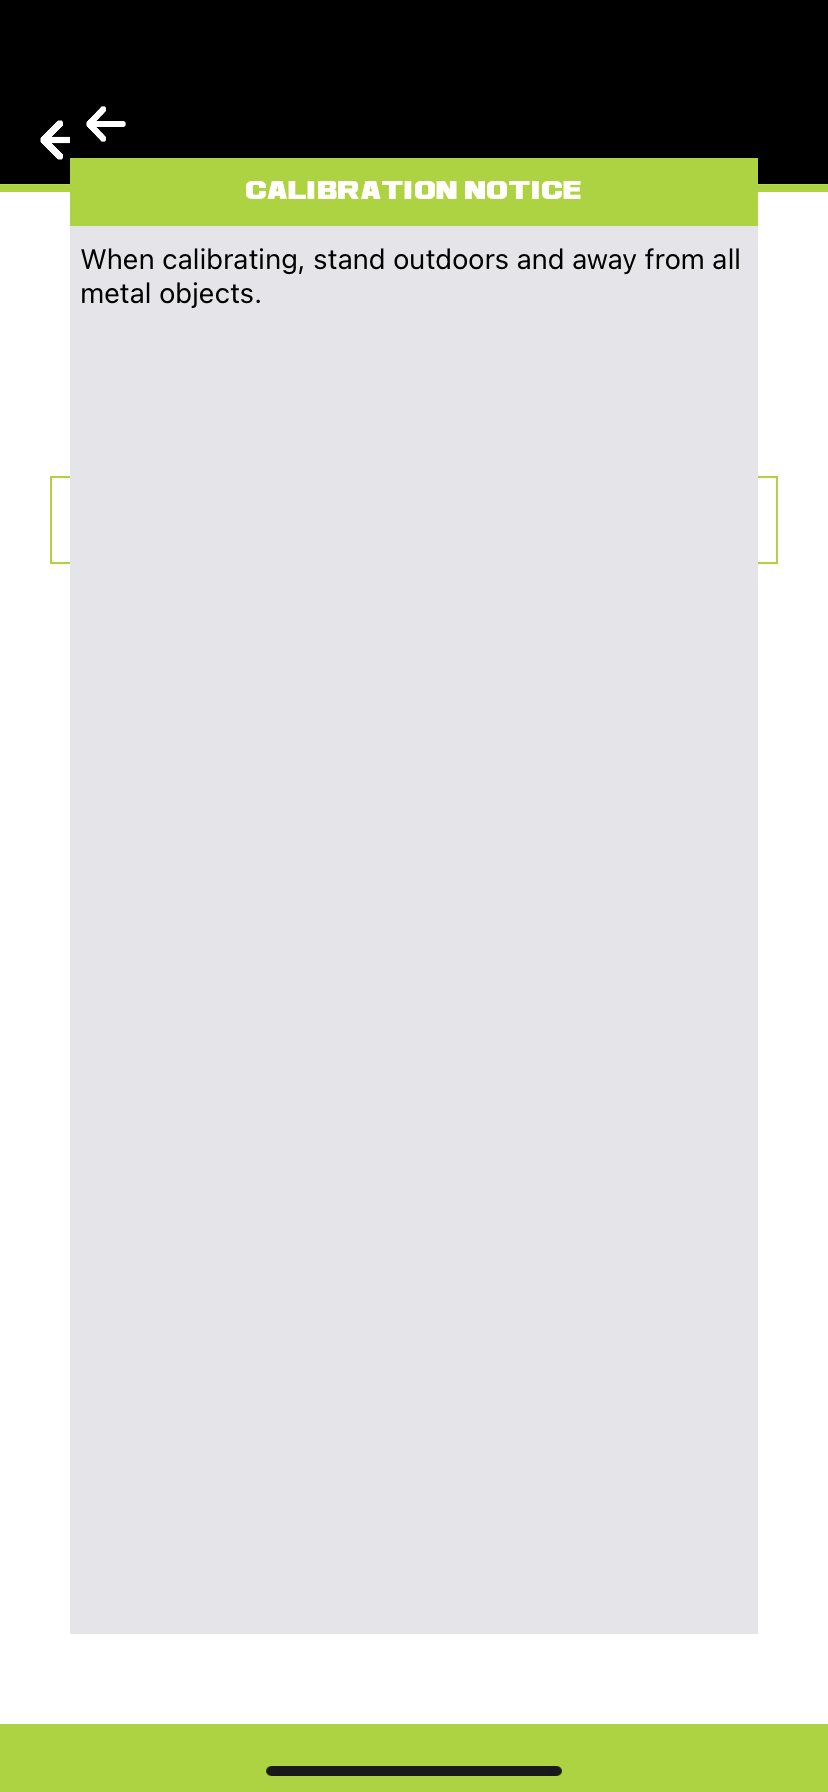 CALIBRATION NOTICE
When calibrating, stand outdoors and away from all
metal objects.